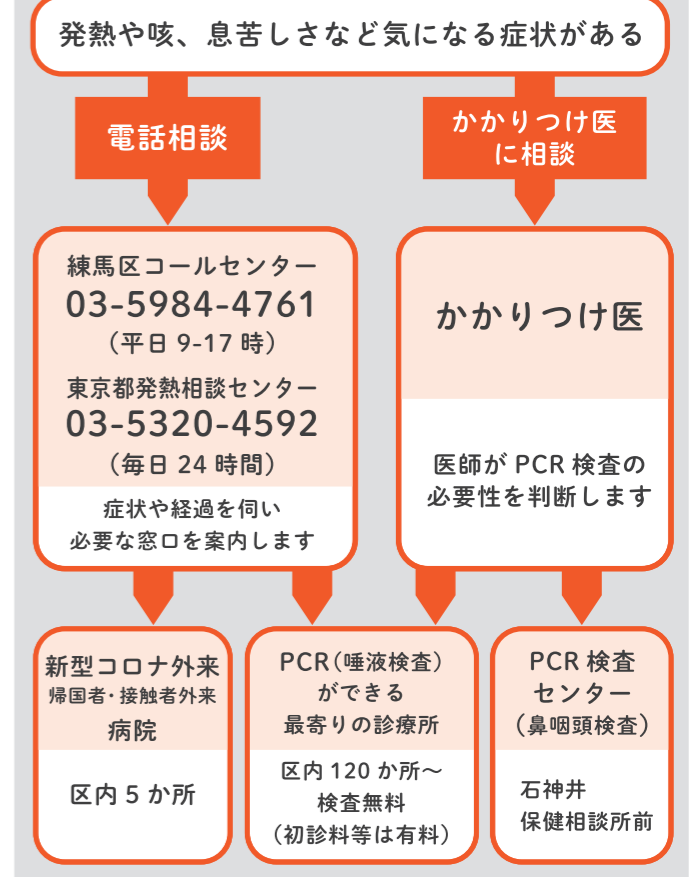 発熱や咳、息苦しさなど気になる症状がある
電話相談
かかりつけ医
に相談
練馬区コールセンター
03-5984-4761
（平日 9-17 時）
東京都発熱相談センター
03-5320-4592
（毎日 24 時間）
症状や経過を伺い
必要な窓口を案内します
かかりつけ医
医師が PCR 検査の
必要性を判断します
新型コロナ外来
帰国者・接触者外来
病院
区内 5 か所
PCR（唾液検査）
ができる
最寄りの診療所
区内 120 か所～
検査無料
（初診料等は有料）
PCR 検査
センター
（鼻咽頭検査）
石神井
保健相談所前